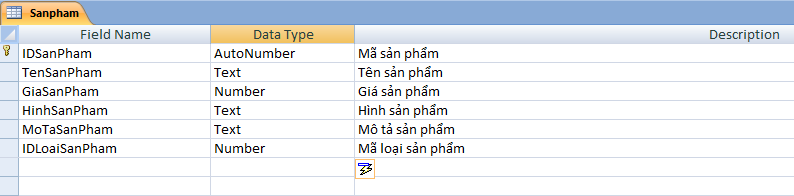 Sanpham
Field Name Data Type Description
IDSanPham AutoNumber Mã sản phẩm
TenSanPham Text Tên sản phẩm
GiaSanPham Number Giá sản phẩm
HinhSanPham Text Hình sản phẩm
MoTaSanPham Text Mô tả sản phẩm
IDLoaiSanPham Number Mã loại sản phẩm